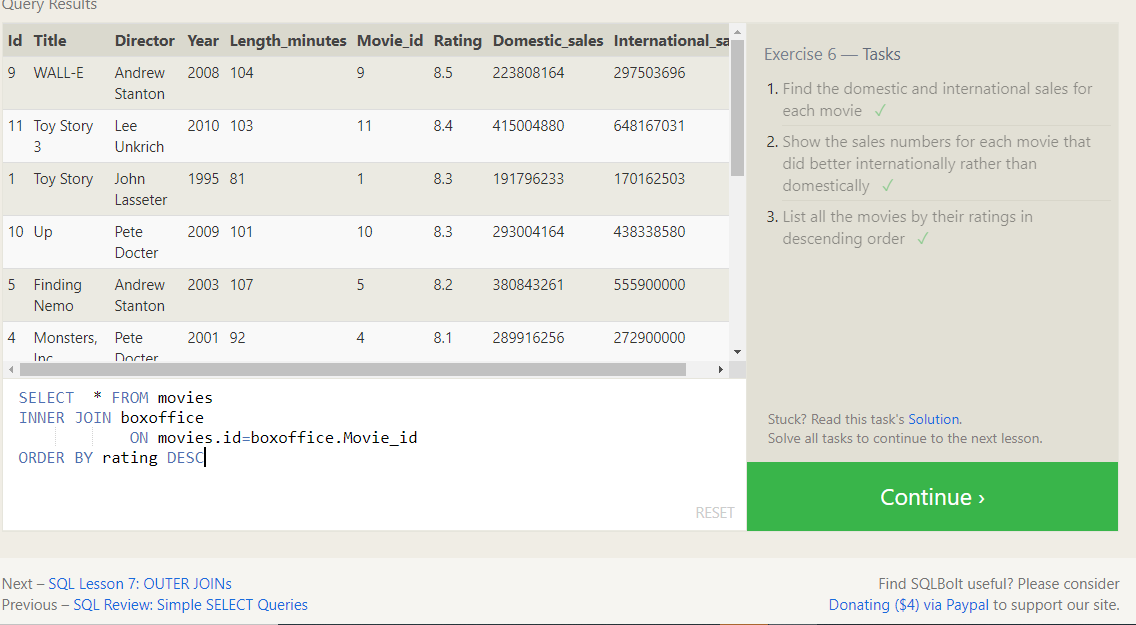 Query Results
Id Title Director Year Length_minutes Movie_id Rating Domestic_sales International_sa
9 WALL-E Andrew Stanton 2008 104 9 8.5 223808164 297503696
11 Toy Story 3 Lee Unkrich 2010 103 11 8.4 415004880 648167031
1 Toy Story John Lasseter 1995 81 1 8.3 191796233 170162503
10 Up Pete Docter 2009 101 10 8.3 293004164 438338580
5 Finding Nemo Andrew Stanton 2003 107 5 8.2 380843261 555900000
4 Monsters, Inc. Pete Docter 2001 92 4 8.1 289916256 272900000
SELECT * FROM movies
INNER JOIN boxoffice
ON movies.id=boxoffice.Movie_id
ORDER BY rating DESC
RESET
Exercise 6 — Tasks
1. Find the domestic and international sales for
each movie ✓
2. Show the sales numbers for each movie that
did better internationally rather than
domestically ✓
3. List all the movies by their ratings in
descending order ✓
Stuck? Read this task's Solution.
Solve all tasks to continue to the next lesson.
Continue ›
Next – SQL Lesson 7: OUTER JOINs
Previous – SQL Review: Simple SELECT Queries
Find SQLBolt useful? Please consider
Donating ($4) via Paypal to support our site.